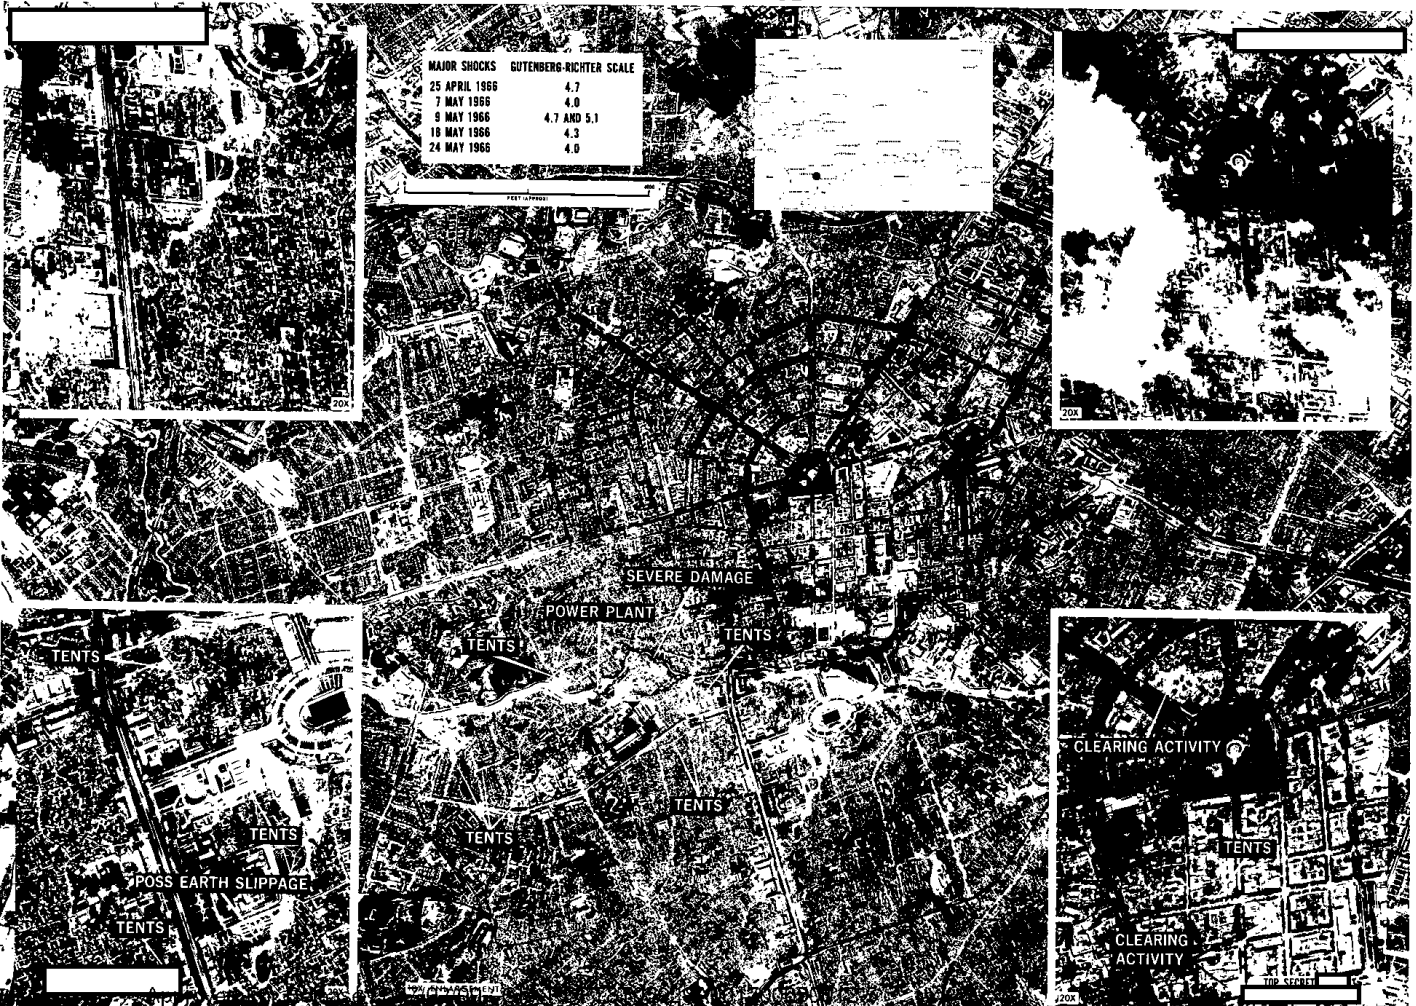 MAJOR SHOCKS GUTENBERG-RICHTER SCALE
25 APRIL 1966 4.7
7 MAY 1966 4.0
9 MAY 1966 4.7 AND 5.1
18 MAY 1966 4.3
24 MAY 1966 4.0
FEET (APPROX)
20X
20X
SEVERE DAMAGE
POWER PLANT
TENTS
TENTS
TENTS
TENTS
TENTS
TENTS
POSS EARTH SLIPPAGE
TENTS
CLEARING ACTIVITY
TENTS
CLEARING
ACTIVITY
20X
TOP SECRET
ENLARGEMENT